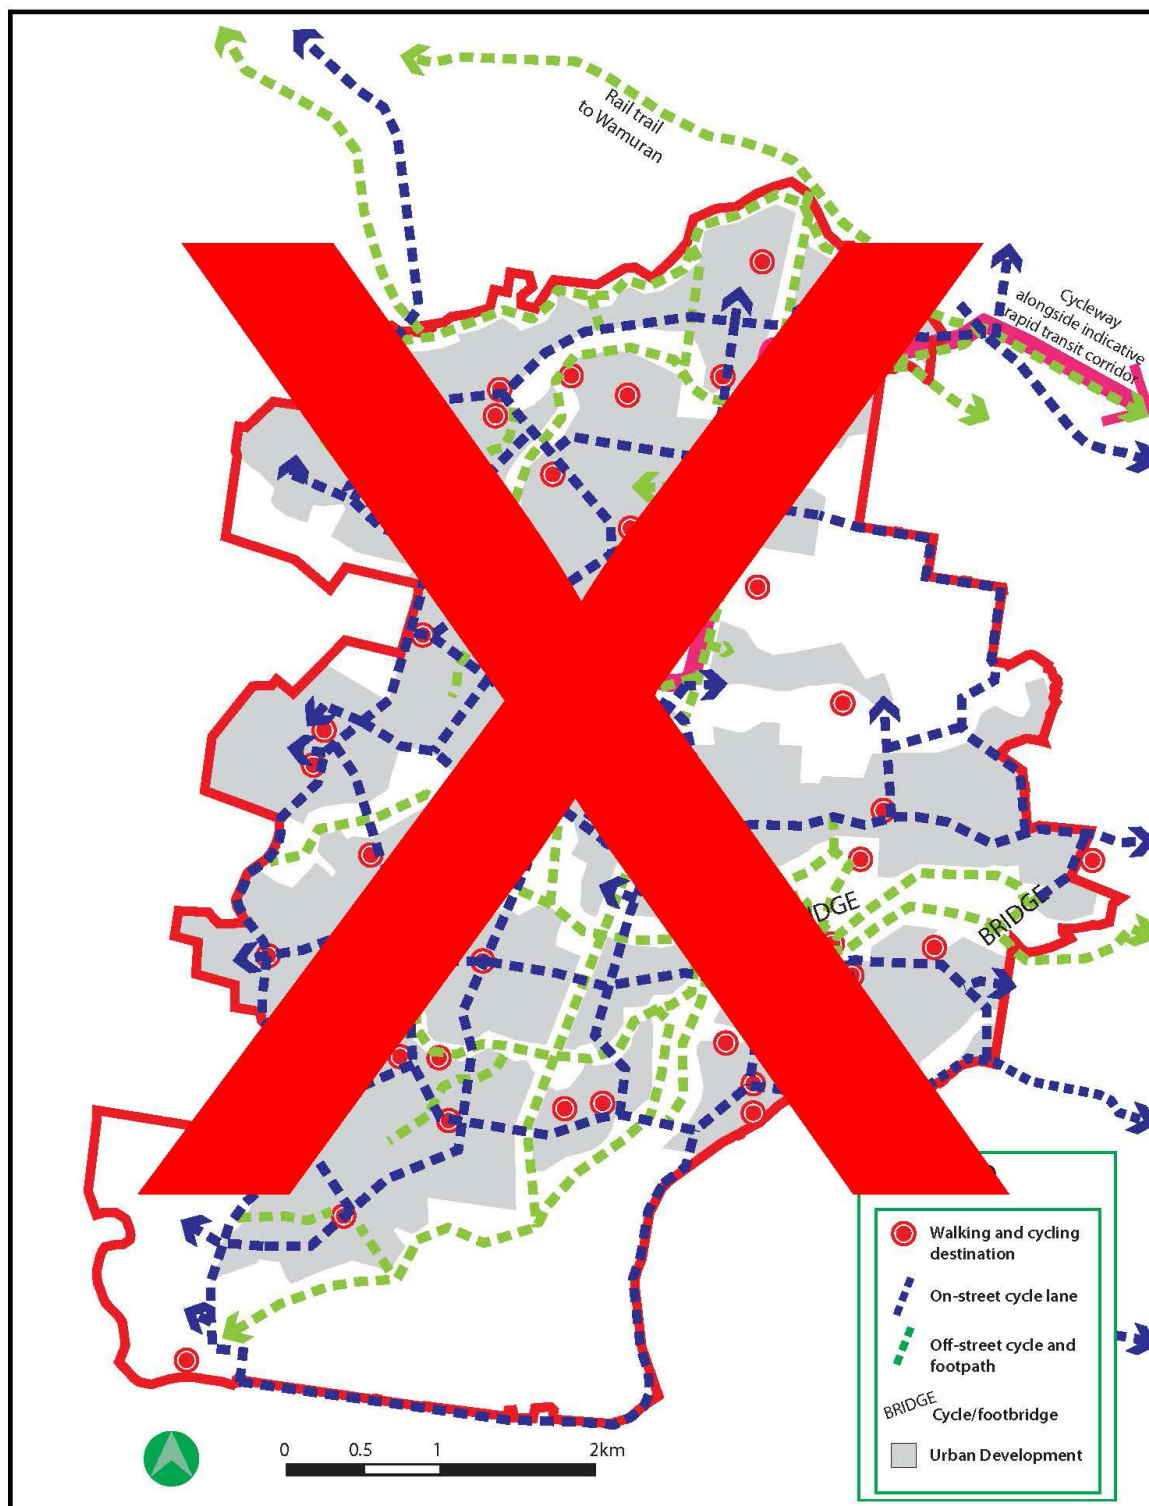 Rail trail
to Wamuran
Cycleway
alongside indicative
rapid transit corridor
BRIDGE
Walking and cycling
destination
On-street cycle lane
Off-street cycle and
footpath
BRIDGE
Cycle/footbridge
Urban Development
0 0.5 1 2km